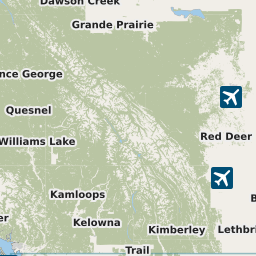 Dawson Creek
Grande Prairie
nce George
Quesnel
Red Deer
Williams Lake
Kamloops
B
er
Kelowna
Kimberley
Lethbri
Trail